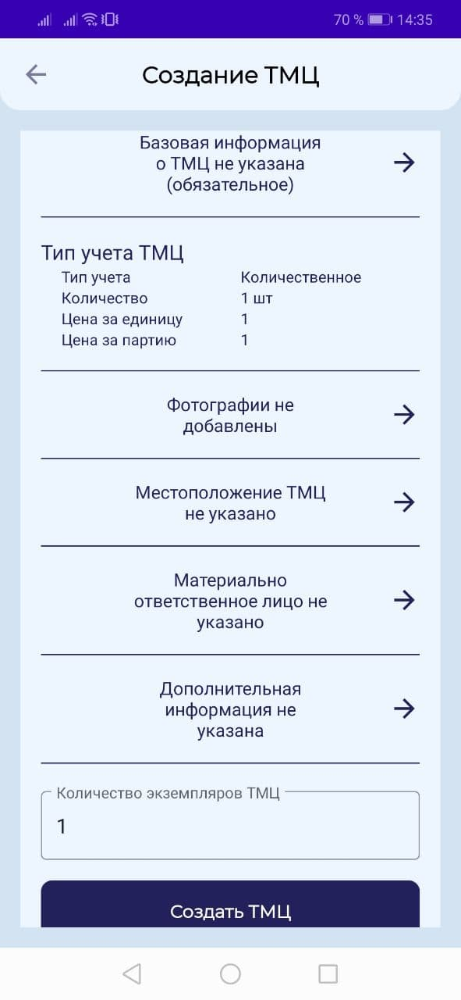 70 % 14:35
Создание ТМЦ
Базовая информация
о ТМЦ не указана
(обязательное)
Тип учета ТМЦ
Тип учета Количественное
Количество 1 шт
Цена за единицу 1
Цена за партию 1
Фотографии не
добавлены
Местоположение ТМЦ
не указано
Материально
ответственное лицо не
указано
Дополнительная
информация не
указана
Количество экземпляров ТМЦ
1
Создать ТМЦ